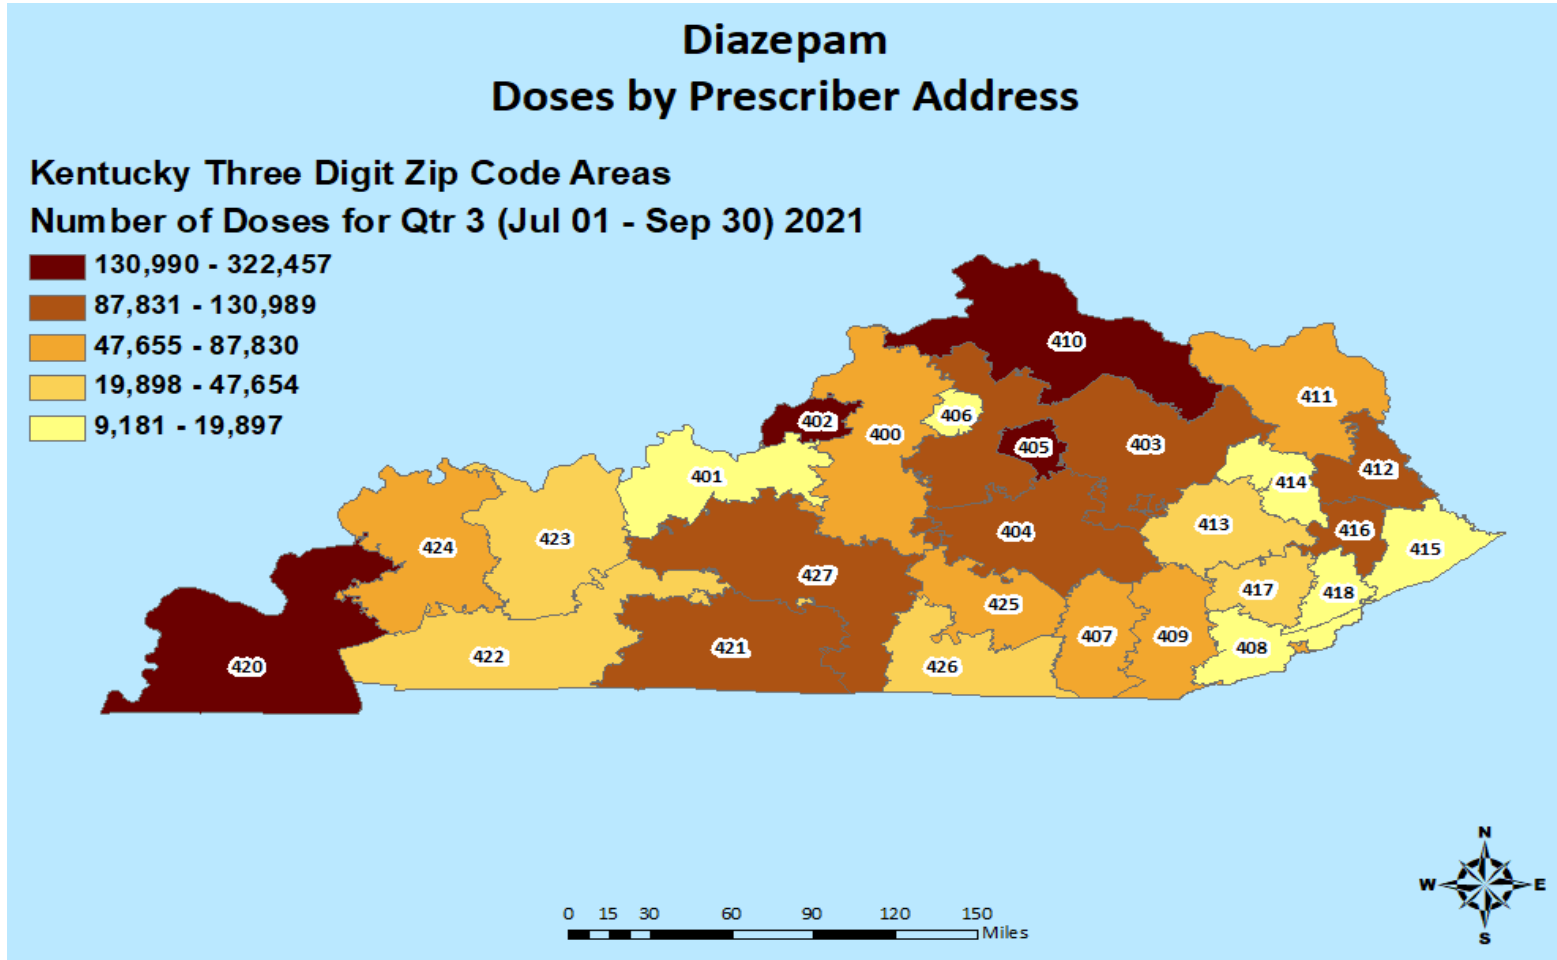 Diazepam
Doses by Prescriber Address
Kentucky Three Digit Zip Code Areas
Number of Doses for Qtr 3 (Jul 01 - Sep 30) 2021
130,990 - 322,457
87,831 - 130,989
47,655 - 87,830
19,898 - 47,654
9,181 - 19,897
410
411
406
402
400
405
403
412
401
414
413
404
416
424
423
415
427
417
418
425
407
409
408
421
422
426
420
N
W
E
S
0 15 30 60 90 120 150
Miles